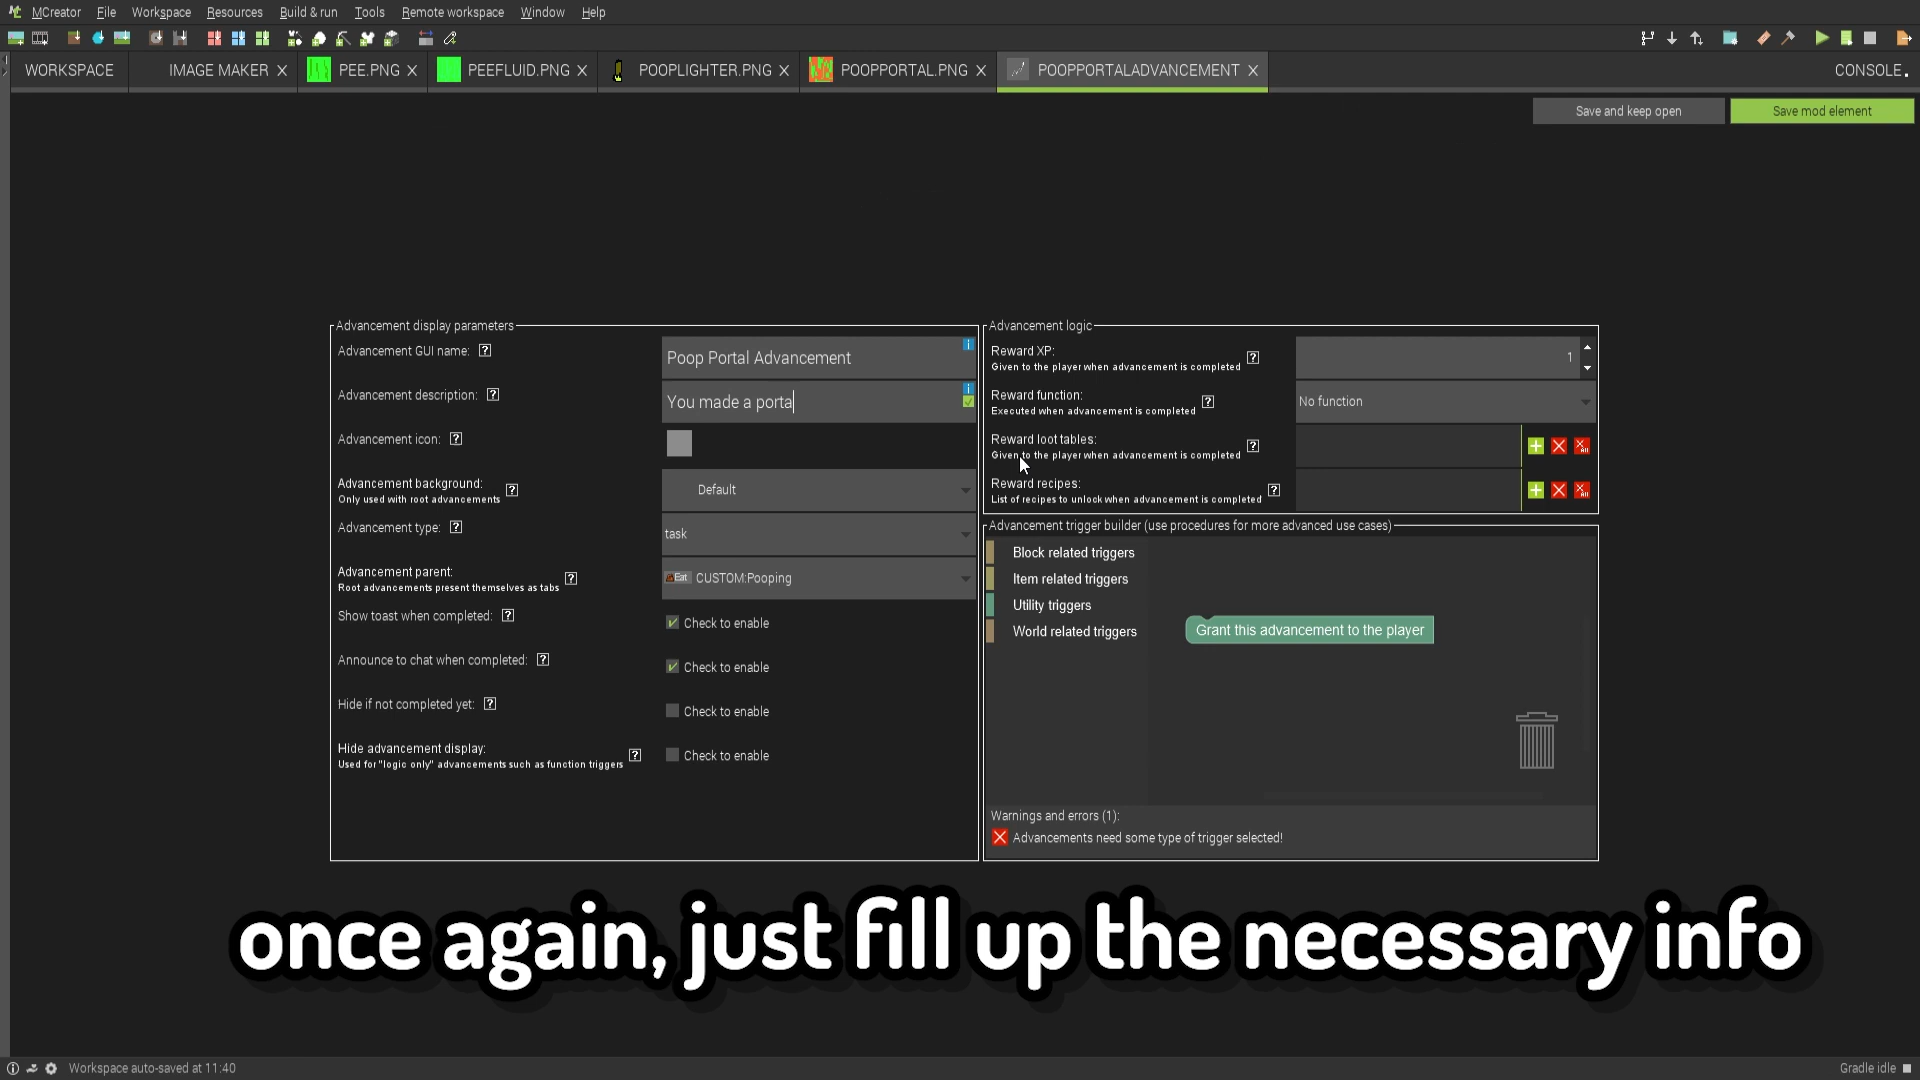 MCreator File Workspace Resources Build & run Tools Remote workspace Window Help
WORKSPACE IMAGE MAKER PEE.PNG PEEFLUID.PNG POOPLIGHTER.PNG POOPPORTAL.PNG POOPPORTALADVANCEMENT CONSOLE
Save and keep open Save mod element
Advancement display parameters
Advancement GUI name: ? Poop Portal Advancement
Advancement description: ? You made a porta
Advancement icon: ?
Advancement background: ? Default
Only used with root advancements
Advancement type: ? task
Advancement parent: ? Eat CUSTOM:Pooping
Root advancements present themselves as tabs
Show toast when completed: ? Check to enable
Announce to chat when completed: ? Check to enable
Hide if not completed yet: ? Check to enable
Hide advancement display: ? Check to enable
Used for "logic only" advancements such as function triggers
Advancement logic
Reward XP: ? 1
Given to the player when advancement is completed
Reward function: ? No function
Executed when advancement is completed
Reward loot tables: ?
Given to the player when advancement is completed
Reward recipes: ?
List of recipes to unlock when advancement is completed
Advancement trigger builder (use procedures for more advanced use cases)
Block related triggers
Item related triggers
Utility triggers
World related triggers
Grant this advancement to the player
Warnings and errors (1):
Advancements need some type of trigger selected!
once again, just fill up the necessary info
Workspace auto-saved at 11:40 Gradle idle